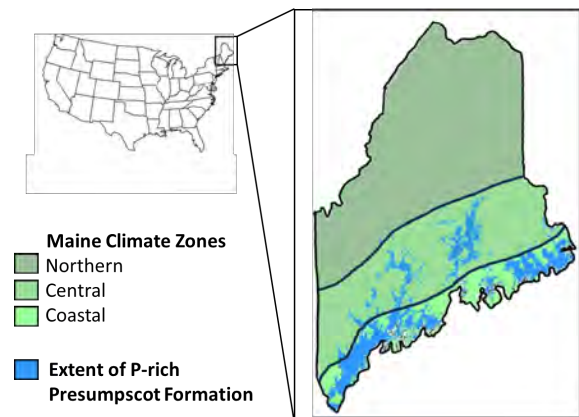 Maine Climate Zones
Northern
Central
Coastal
Extent of P-rich
Presumpscot Formation